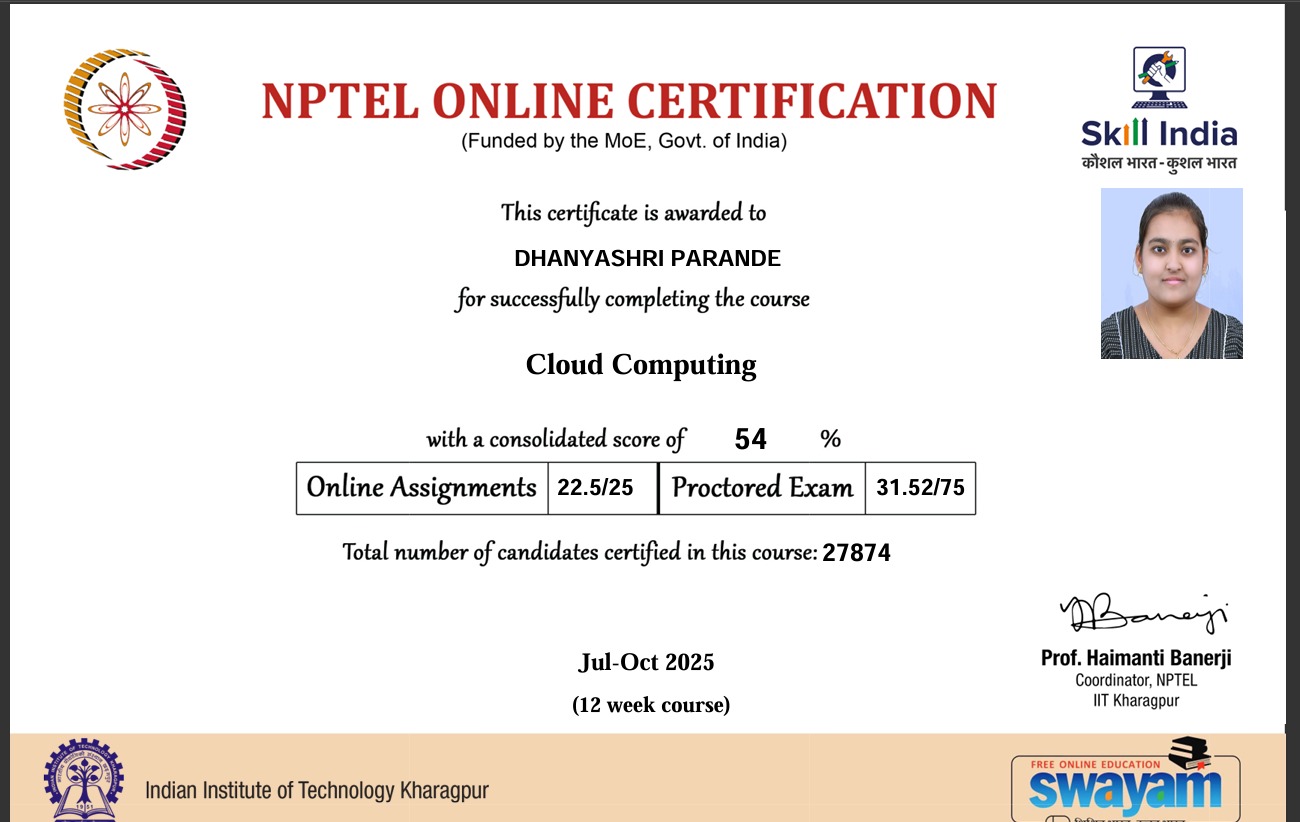 NPTEL ONLINE CERTIFICATION
(Funded by the MoE, Govt. of India)
Skill India
कौशल भारत - कुशल भारत
This certificate is awarded to
DHANYASHRI PARANDE
for successfully completing the course
Cloud Computing
with a consolidated score of 54 %
Online Assignments 22.5/25 Proctored Exam 31.52/75
Total number of candidates certified in this course: 27874
NBanerji
Jul-Oct 2025
(12 week course)
Prof. Haimanti Banerji
Coordinator, NPTEL
IIT Kharagpur
Indian Institute of Technology Kharagpur
1951
FREE ONLINE EDUCATION
swayam